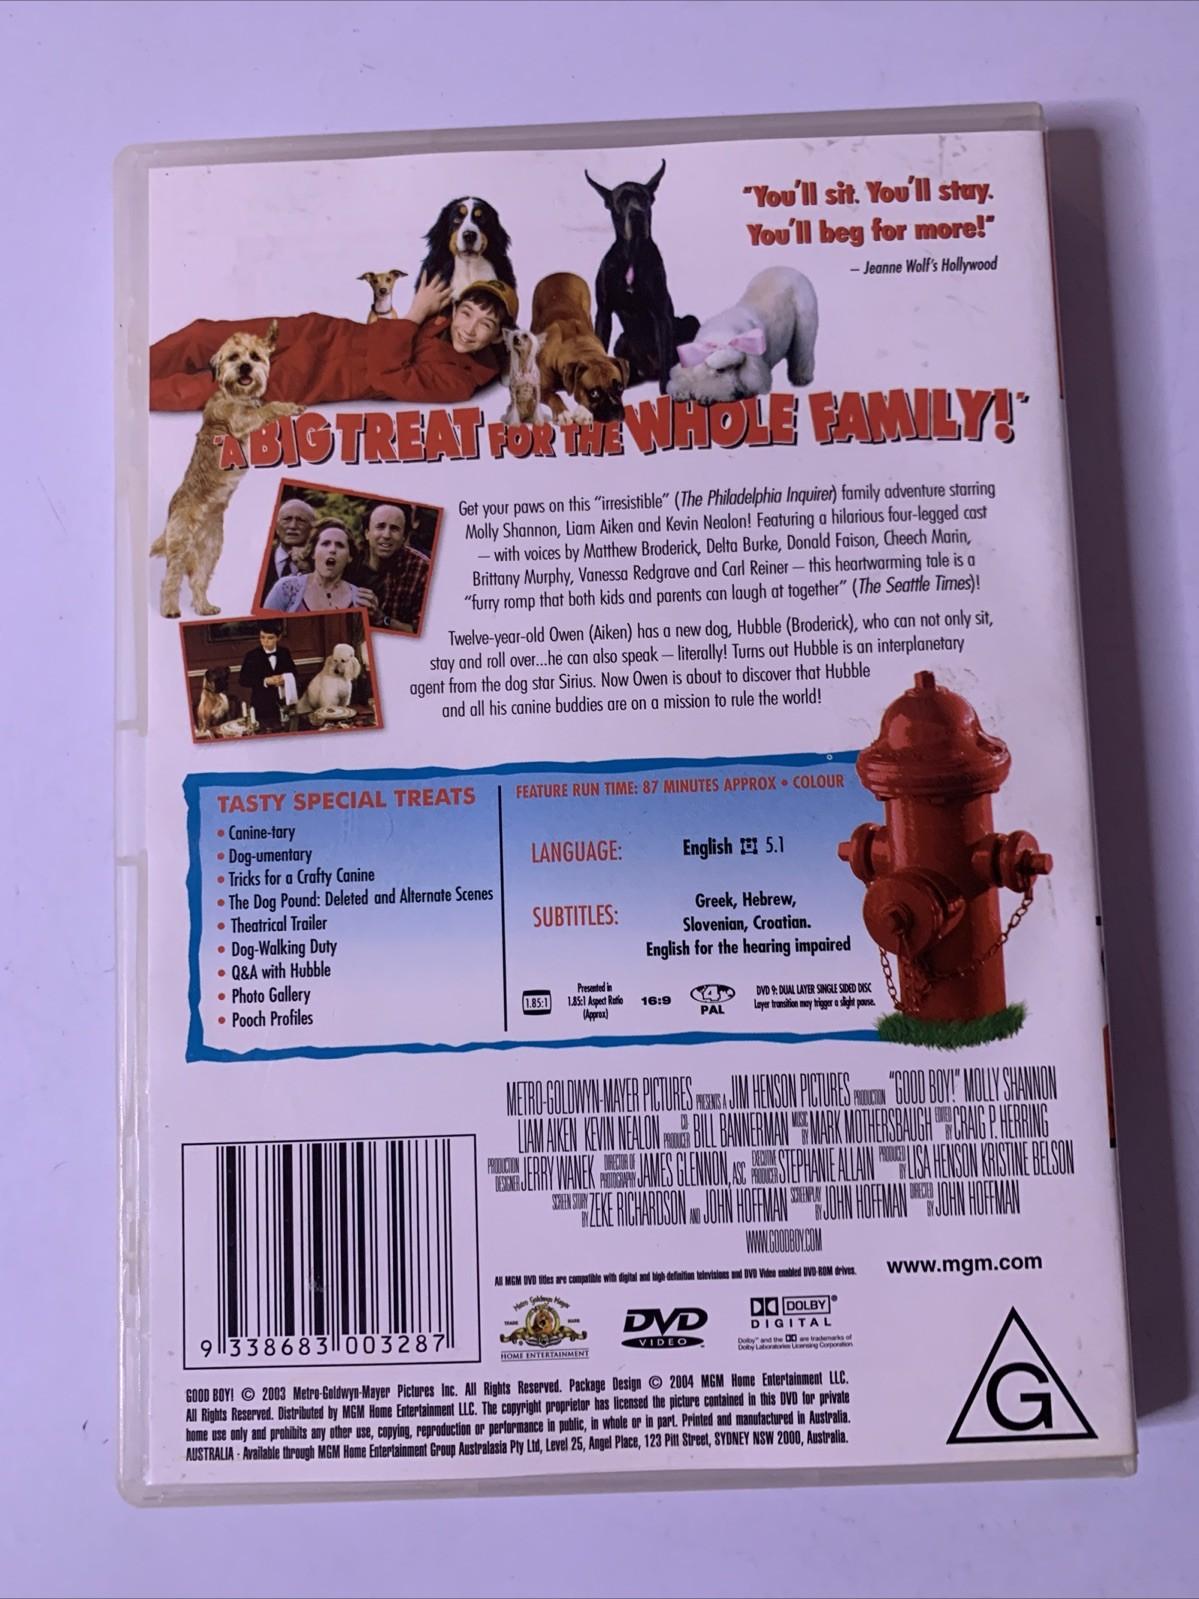 "You'll sit. You'll stay.
You'll beg for more!"
– Jeanne Wolf's Hollywood
"A BIG TREAT FOR THE WHOLE FAMILY!"
Get your paws on this "irresistible" (The Philadelphia Inquirer) family adventure starring
Molly Shannon, Liam Aiken and Kevin Nealon! Featuring a hilarious four-legged cast
– with voices by Matthew Broderick, Delta Burke, Donald Faison, Cheech Marin,
Brittany Murphy, Vanessa Redgrave and Carl Reiner – this heartwarming tale is a
"furry romp that both kids and parents can laugh at together" (The Seattle Times)!
Twelve-year-old Owen (Aiken) has a new dog, Hubble (Broderick), who can not only sit,
stay and roll over...he can also speak – literally! Turns out Hubble is an interplanetary
agent from the dog star Sirius. Now Owen is about to discover that Hubble
and all his canine buddies are on a mission to rule the world!
TASTY SPECIAL TREATS
• Canine-tary
• Dog-umentary
• Tricks for a Crafty Canine
• The Dog Pound: Deleted and Alternate Scenes
• Theatrical Trailer
• Dog-Walking Duty
• Q&A with Hubble
• Photo Gallery
• Pooch Profiles
FEATURE RUN TIME: 87 MINUTES APPROX • COLOUR
LANGUAGE: English 5.1
SUBTITLES: Greek, Hebrew,
Slovenian, Croatian.
English for the hearing impaired
1.85:1
Presented in
1.85:1 Aspect Ratio
(Approx)
16:9
4
PAL
DVD 9: DUAL LAYER SINGLE SIDED DISC
Layer transition may trigger a slight pause.
METRO-GOLDWYN-MAYER PICTURES PRESENTS A JIM HENSON PICTURES PRODUCTION "GOOD BOY!" MOLLY SHANNON
LIAM AIKEN KEVIN NEALON CO-PRODUCER BILL BANNERMAN MUSIC BY MARK MOTHERSBAUGH EDITED BY CRAIG P. HERRING
PRODUCTION DESIGNER JERRY WANEK DIRECTOR OF PHOTOGRAPHY JAMES GLENNON, ASC EXECUTIVE PRODUCER STEPHANIE ALLAIN PRODUCED BY LISA HENSON KRISTINE BELSON
SCREEN STORY BY ZEKE RICHARDSON AND JOHN HOFFMAN SCREENPLAY BY JOHN HOFFMAN DIRECTED BY JOHN HOFFMAN
WWW.GOODBOY.COM
All MGM DVD titles are compatible with digital and high-definition televisions and DVD Video enabled DVD-ROM drives.
www.mgm.com
Metro Goldwyn Mayer
TRADE MARK
HOME ENTERTAINMENT
DVD
VIDEO
DOLBY
DIGITAL
Dolby and the are trademarks of
Dolby Laboratories Licensing Corporation.
9 338683 003287
G
GOOD BOY! © 2003 Metro-Goldwyn-Mayer Pictures Inc. All Rights Reserved. Package Design © 2004 MGM Home Entertainment LLC.
All Rights Reserved. Distributed by MGM Home Entertainment LLC. The copyright proprietor has licensed the picture contained in this DVD for private
home use only and prohibits any other use, copying, reproduction or performance in public, in whole or in part. Printed and manufactured in Australia.
AUSTRALIA - Available through MGM Home Entertainment Group Australasia Pty Ltd, Level 25, Angel Place, 123 Pitt Street, SYDNEY NSW 2000, Australia.